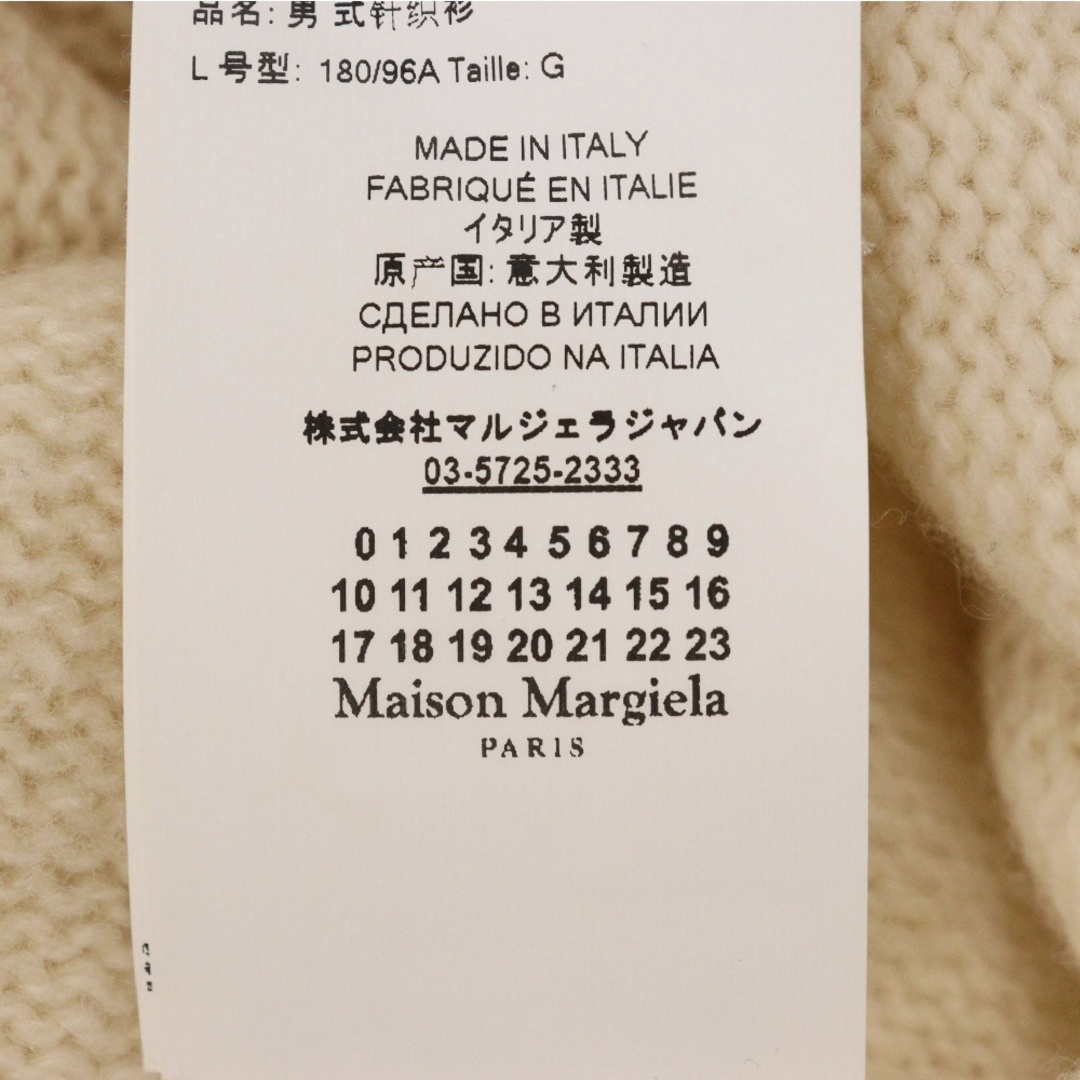 品名: 男 式针织衫
L 号型: 180/96A Taille: G
MADE IN ITALY
FABRIQUÉ EN ITALIE
イタリア製
原产国: 意大利製造
СДЕЛАНО В ИТАЛИИ
PRODUZIDO NA ITALIA
株式会社マルジェラジャパン
03-5725-2333
0 1 2 3 4 5 6 7 8 9
10 11 12 13 14 15 16
17 18 19 20 21 22 23
Maison Margiela
PARIS